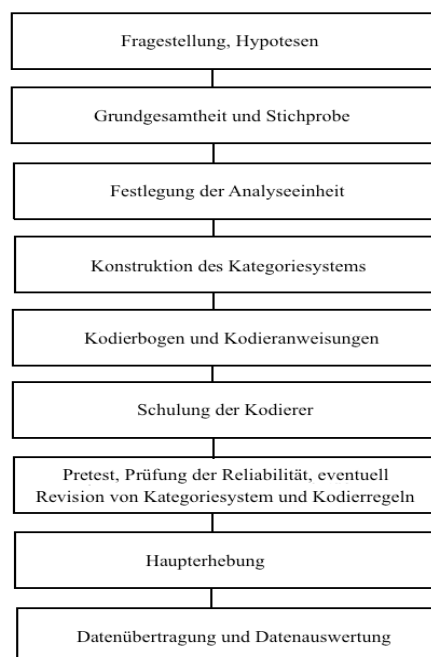 Fragestellung, Hypotesen
Grundgesamtheit und Stichprobe
Festlegung der Analyseeinheit
Konstruktion des Kategoriesystems
Kodierbogen und Kodieranweisungen
Schulung der Kodierer
Pretest, Prüfung der Reliabilität, eventuell
Revision von Kategoriesystem und Kodierregeln
Haupterhebung
Datenübertragung und Datenauswertung